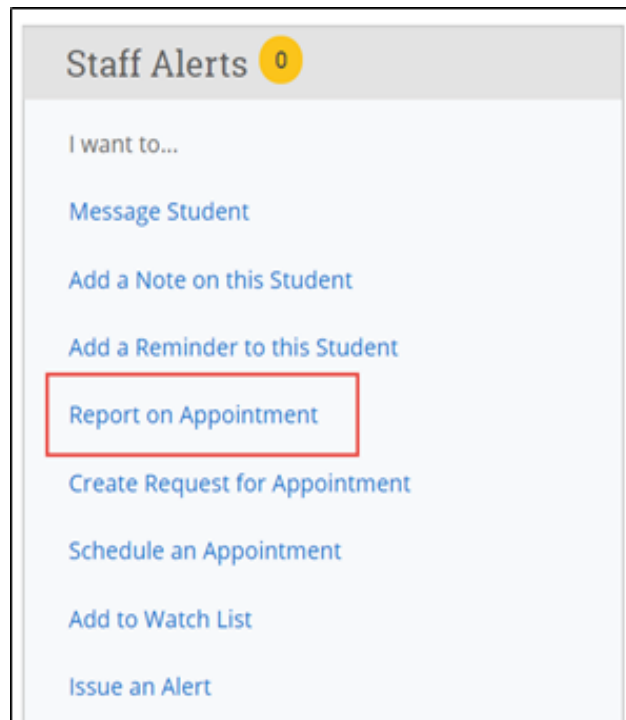 Staff Alerts 0
I want to...
Message Student
Add a Note on this Student
Add a Reminder to this Student
Report on Appointment
Create Request for Appointment
Schedule an Appointment
Add to Watch List
Issue an Alert